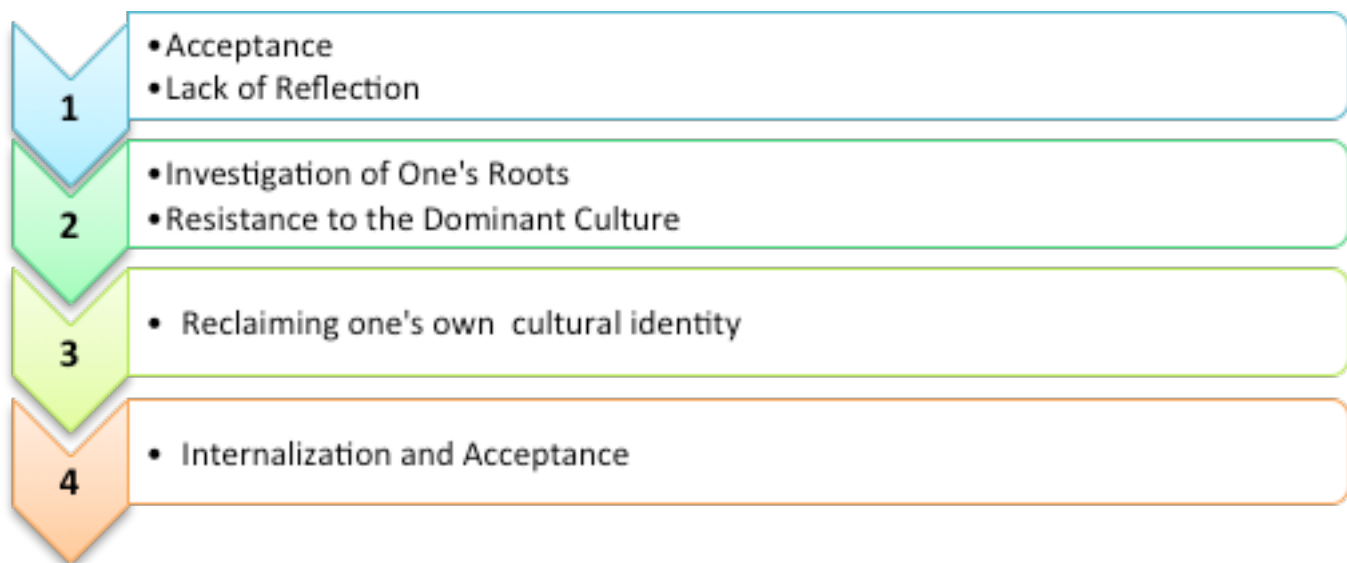 1
•Acceptance
•Lack of Reflection
2
•Investigation of One's Roots
•Resistance to the Dominant Culture
3
• Reclaiming one's own  cultural identity
4
• Internalization and Acceptance